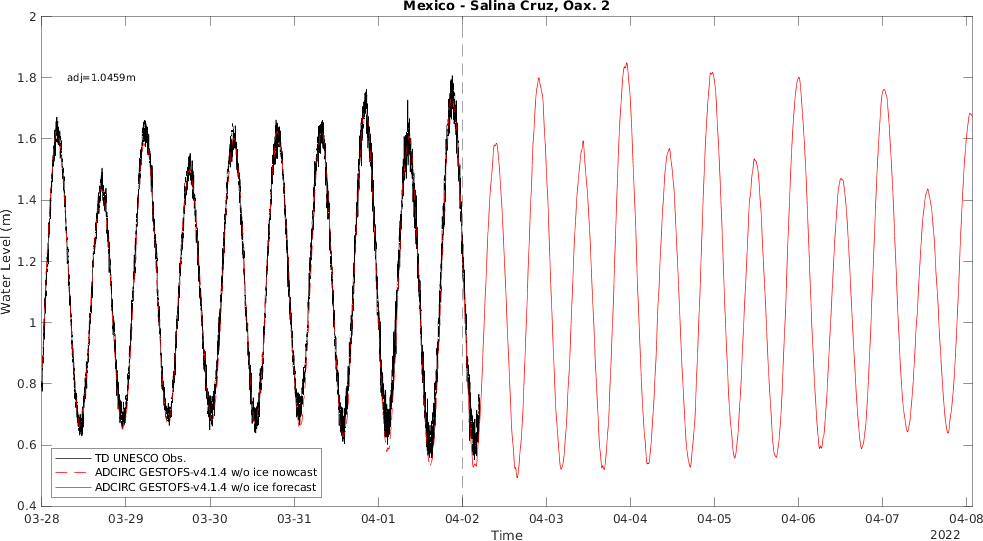 Mexico - Salina Cruz, Oax. 2
2
1.8
1.6
1.4
1.2
1
0.8
0.6
0.4
Water Level (m)
adj=1.0459m
TD UNESCO Obs.
ADCIRC GESTOFS-v4.1.4 w/o ice nowcast
ADCIRC GESTOFS-v4.1.4 w/o ice forecast
03-28 03-29 03-30 03-31 04-01 04-02 04-03 04-04 04-05 04-06 04-07 04-08
Time
2022